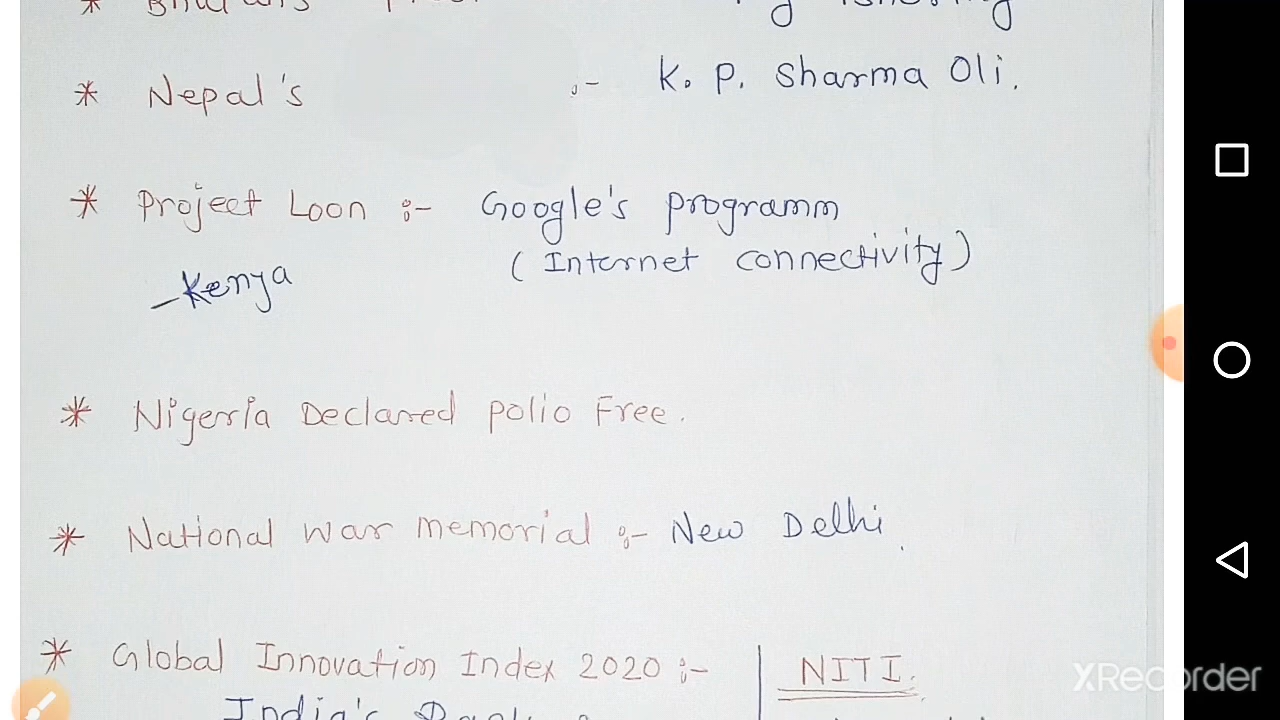 * Nepal's :- K. P. Sharma Oli.
* Project Loon :- Google's programm
(Internet connectivity)
- Kenya
* Nigeria Declared polio Free.
* National war memorial :- New Delhi.
* Global Innovation Index 2020 :- | NITI.
India's
XRecorder